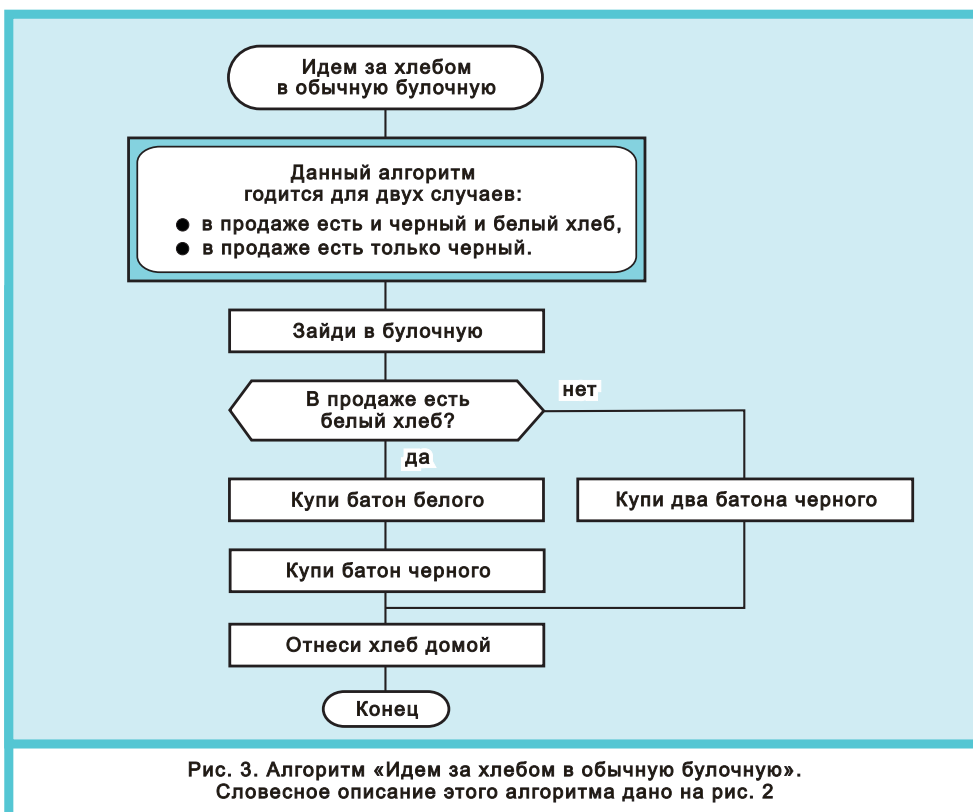 Идем за хлебом
в обычную булочную
Данный алгоритм
годится для двух случаев:
● в продаже есть и черный и белый хлеб,
● в продаже есть только черный.
Зайди в булочную
В продаже есть
белый хлеб?
нет
да
Купи батон белого
Купи два батона черного
Купи батон черного
Отнеси хлеб домой
Конец
Рис. 3. Алгоритм «Идем за хлебом в обычную булочную».
Словесное описание этого алгоритма дано на рис. 2